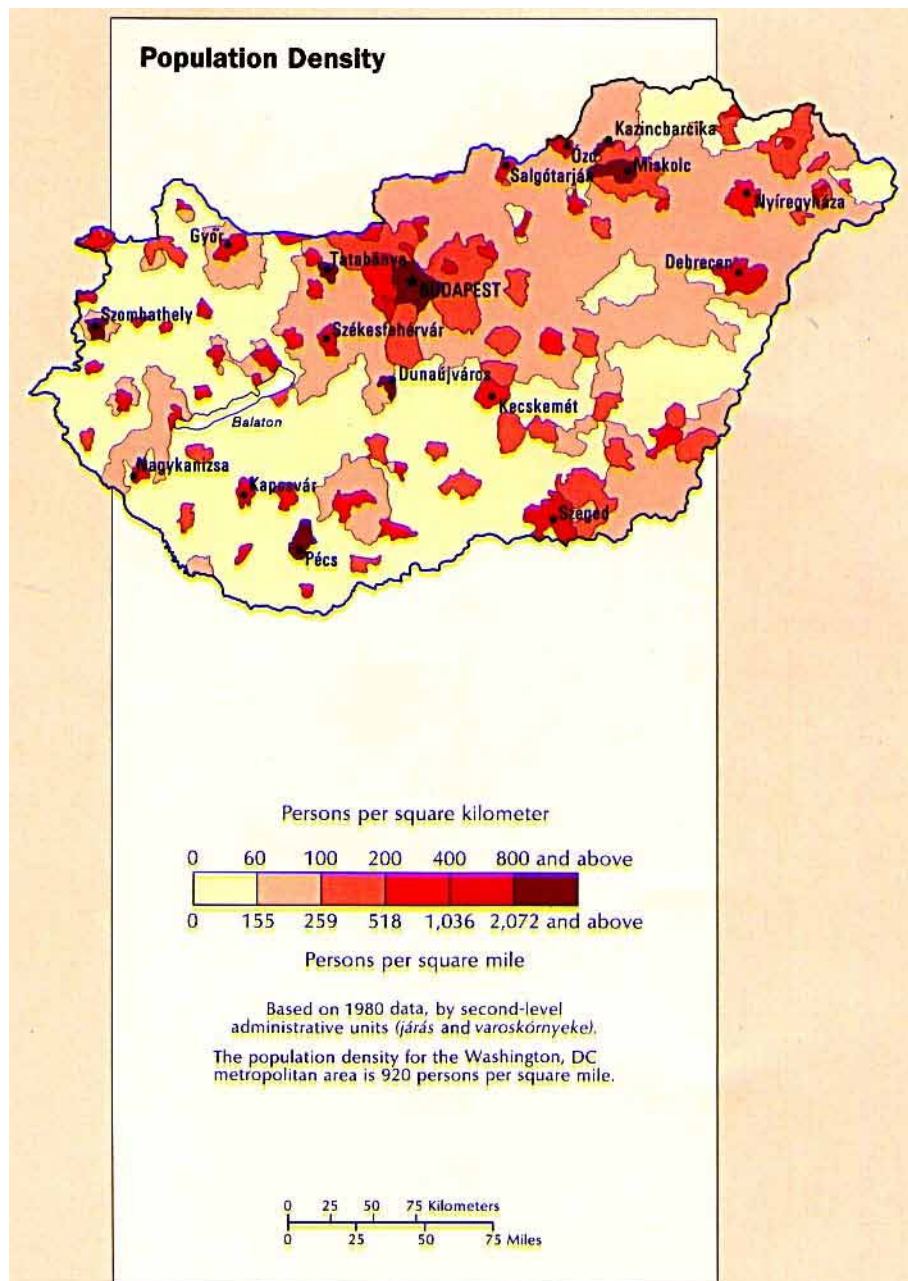 Population Density
Kazincbarcika
Ózd
Miskolc
Salgótarján
Nyíregyháza
Győr
Tatabánya
Debrecen
BUDAPEST
Szombathely
Székesfehérvár
Dunaújváros
Kecskemét
Balaton
Nagykanizsa
Kaposvár
Szeged
Pécs
Persons per square kilometer
0 60 100 200 400 800 and above
0 155 259 518 1,036 2,072 and above
Persons per square mile
Based on 1980 data, by second-level
administrative units (járás and varoskörnyeke).
The population density for the Washington, DC
metropolitan area is 920 persons per square mile.
0 25 50 75 Kilometers
0 25 50 75 Miles